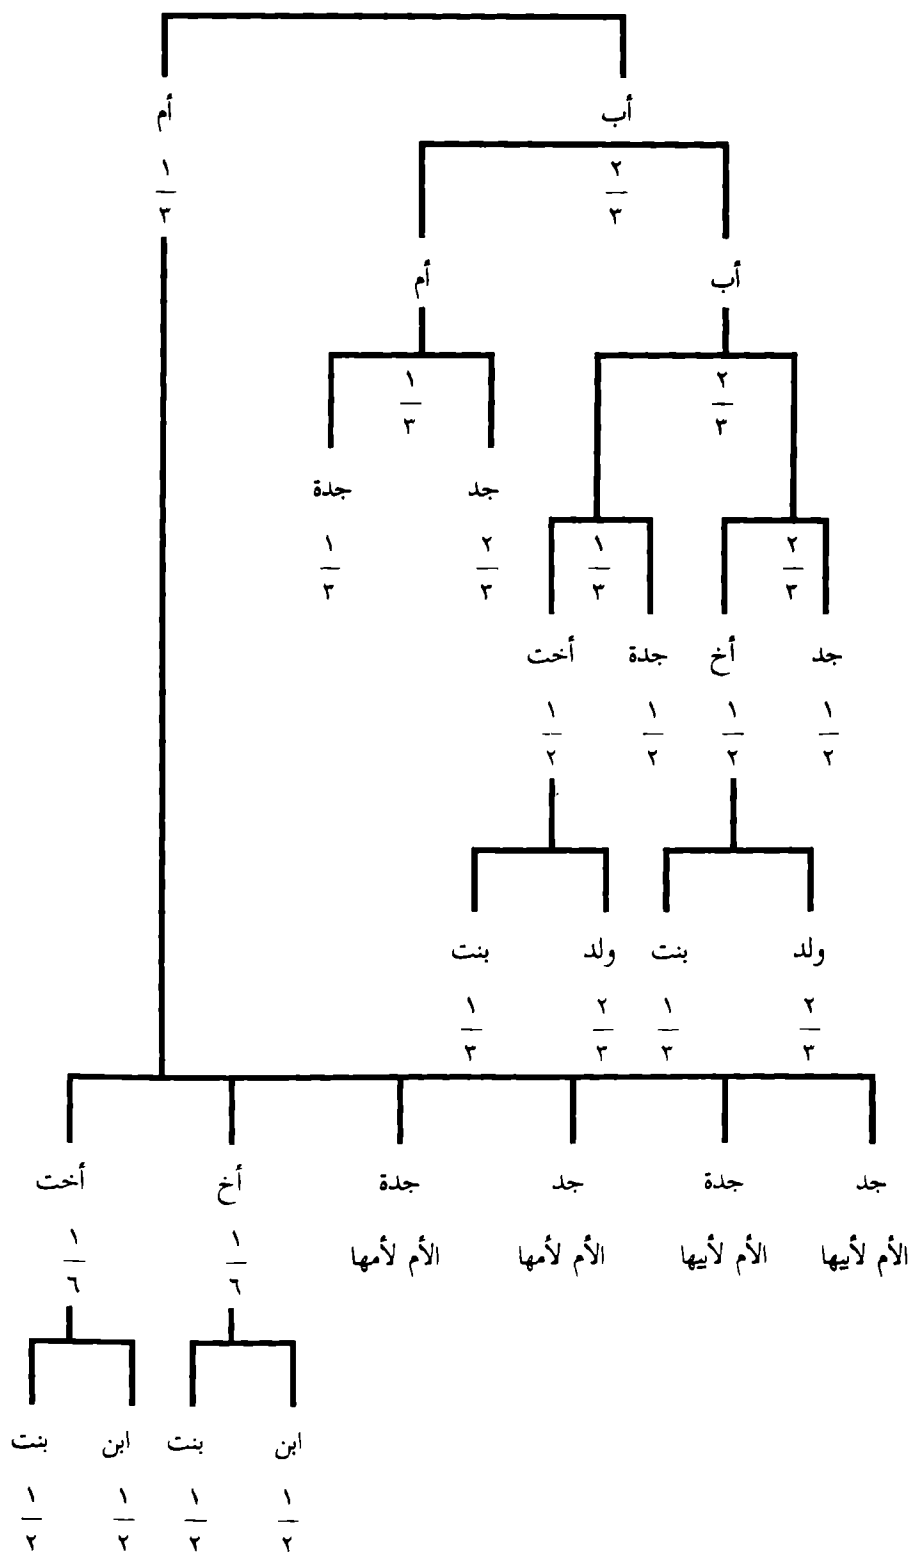 أب أم
٢/٣ ١/٣
أب أم
٢/٣ ١/٣
جد جدة
٢/٣ ١/٣
٢/٣ ١/٣
جد أخ جدة أخت
١/٢ ١/٢ ١/٢ ١/٢
ولد بنت ولد بنت
٢/٣ ١/٣ ٢/٣ ١/٣
جد جدة جد جدة أخ أخت
الأم لأبيها الأم لأبيها الأم لأمها الأم لأمها ١/٦ ١/٦
ابن بنت ابن بنت
١/٢ ١/٢ ١/٢ ١/٢